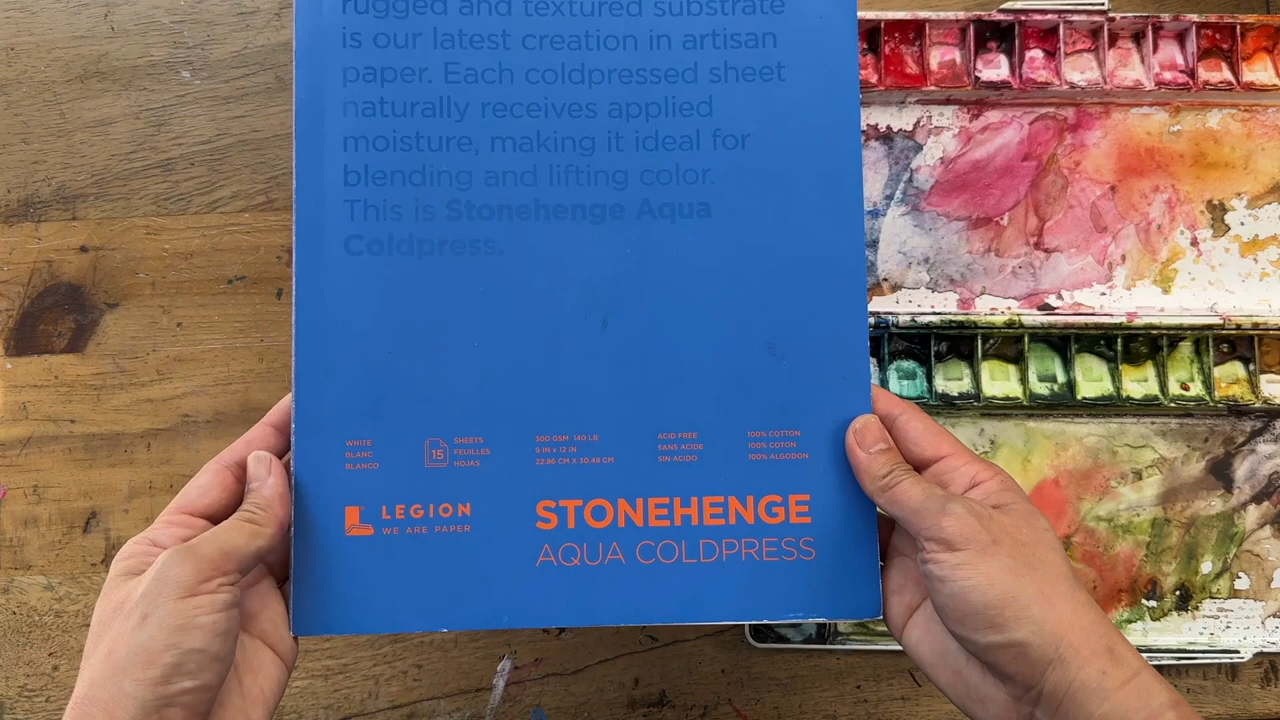 rugged and textured substrate
is our latest creation in artisan
paper. Each coldpressed sheet
naturally receives applied
moisture, making it ideal for
blending and lifting color.
This is Stonehenge Aqua
Coldpress.
WHITE
BLANC
BLANCO
15
SHEETS
FEUILLES
HOJAS
300 GSM 140 LB
9 IN x 12 IN
22.86 CM X 30.48 CM
ACID FREE
SANS ACIDE
SIN ACIDO
100% COTTON
100% COTON
100% ALGODON
LEGION
WE ARE PAPER
STONEHENGE
AQUA COLDPRESS